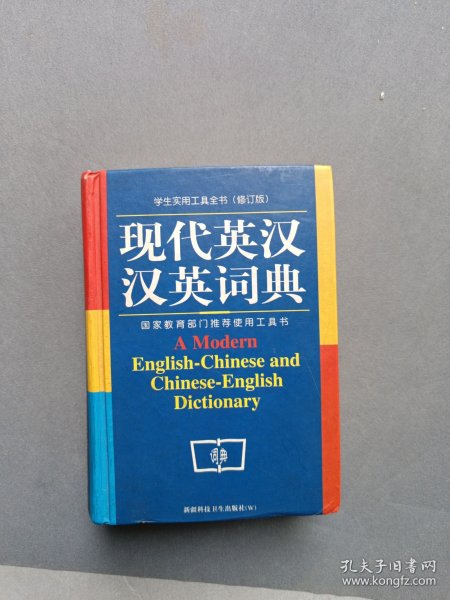 学生实用工具全书（修订版）
现代英汉
汉英词典
国家教育部门推荐使用工具书
A Modern
English-Chinese and
Chinese-English
Dictionary
词典
新疆科技卫生出版社(W)
孔夫子旧书网
www.kongfz.com